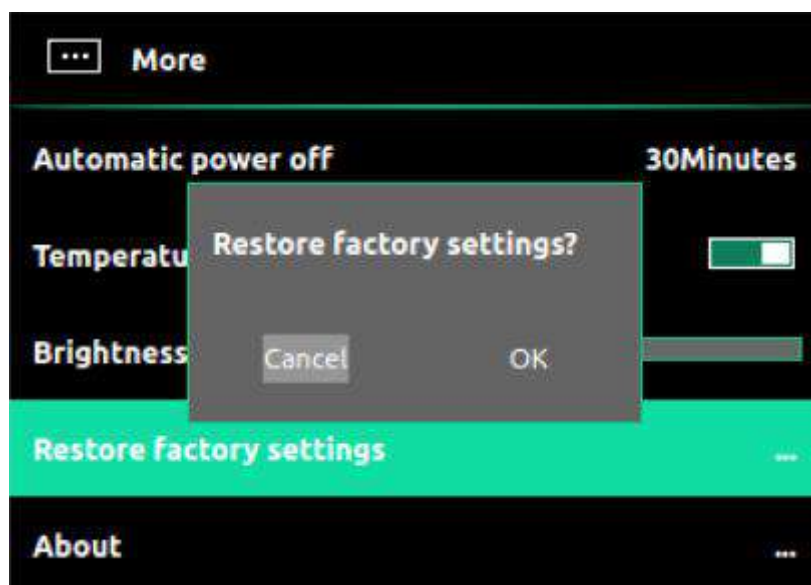 More
Automatic power off 30Minutes
Restore factory settings?
Temperatu
Brightness
Cancel OK
Restore factory settings ...
About ...